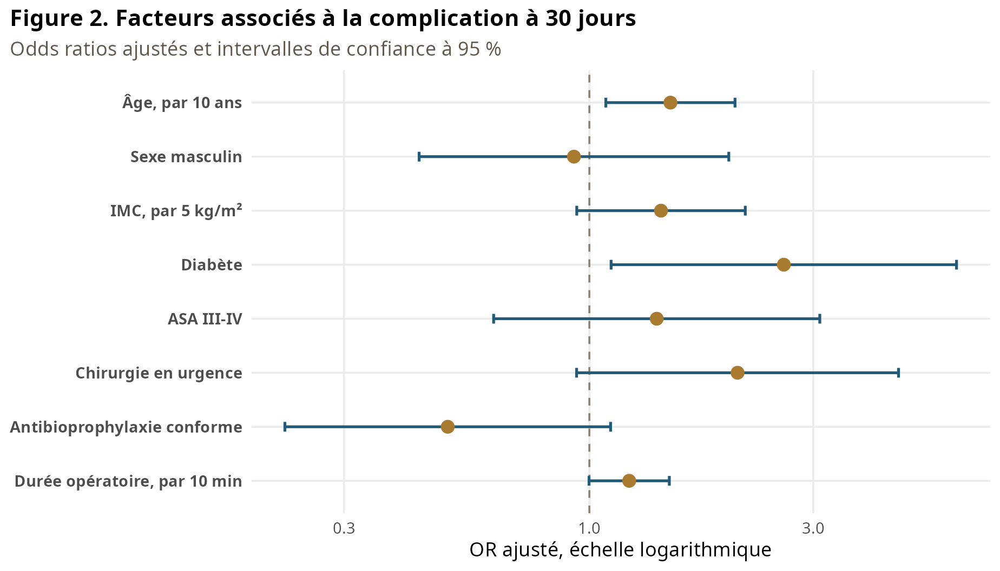 Figure 2. Facteurs associés à la complication à 30 jours
Odds ratios ajustés et intervalles de confiance à 95 %
Âge, par 10 ans
Sexe masculin
IMC, par 5 kg/m²
Diabète
ASA III-IV
Chirurgie en urgence
Antibioprophylaxie conforme
Durée opératoire, par 10 min
0.3 1.0 3.0
OR ajusté, échelle logarithmique